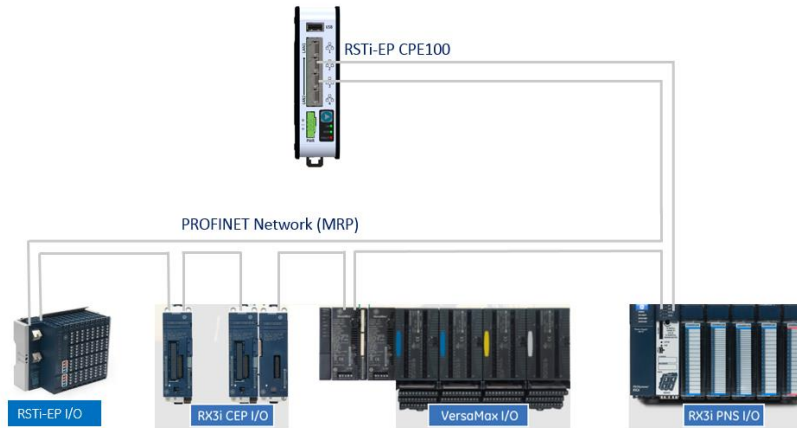 RSTi-EP CPE100
PROFINET Network (MRP)
RSTi-EP I/O
RX3i CEP I/O
VersaMax I/O
RX3i PNS I/O